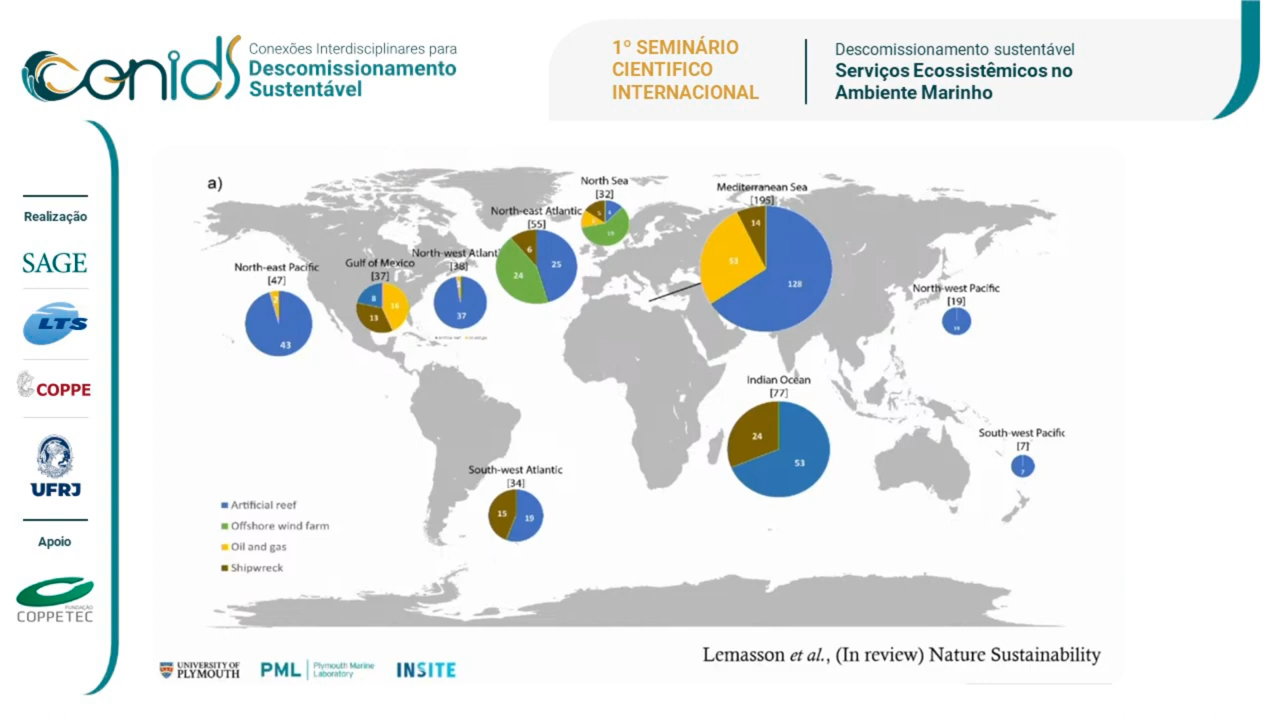 conids
Conexões Interdisciplinares para
Descomissionamento
Sustentável
1º SEMINÁRIO
CIENTIFICO
INTERNACIONAL
Descomissionamento sustentável
Serviços Ecossistêmicos no
Ambiente Marinho
Realização
SAGE
LTS
COPPE
UFRJ
Apoio
FUNDAÇÃO
COPPETEC
a)
North Sea
[32]
Mediterranean Sea
[195]
14
53
128
North-east Atlantic
[55]
6
24
25
19
North-west Atlant
[38]
37
Gulf of Mexico
[37]
8
16
13
North-east Pacific
[47]
43
North-west Pacific
[19]
Indian Ocean
[77]
24
53
South-west Pacific
[7]
7
South-west Atlantic
[34]
15
19
Artificial reef
Offshore wind farm
Oil and gas
Shipwreck
UNIVERSITY OF
PLYMOUTH
PML
Plymouth Marine
Laboratory
INSITE
Lemasson et al., (In review) Nature Sustainability